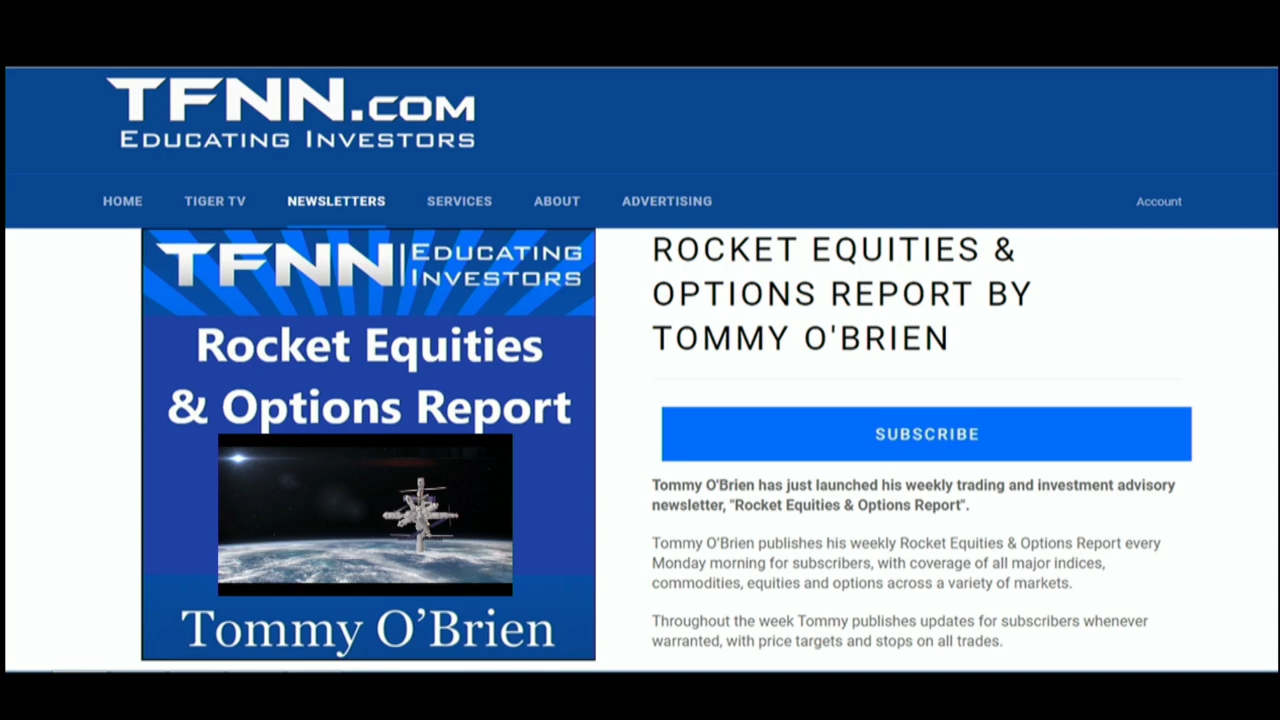 TFNN.COM
EDUCATING INVESTORS
HOME TIGER TV NEWSLETTERS SERVICES ABOUT ADVERTISING Account
TFNN | EDUCATING
INVESTORS
Rocket Equities
& Options Report
Tommy O’Brien
ROCKET EQUITIES &
OPTIONS REPORT BY
TOMMY O'BRIEN
SUBSCRIBE
Tommy O'Brien has just launched his weekly trading and investment advisory
newsletter, "Rocket Equities & Options Report".
Tommy O'Brien publishes his weekly Rocket Equities & Options Report every
Monday morning for subscribers, with coverage of all major indices,
commodities, equities and options across a variety of markets.
Throughout the week Tommy publishes updates for subscribers whenever
warranted, with price targets and stops on all trades.